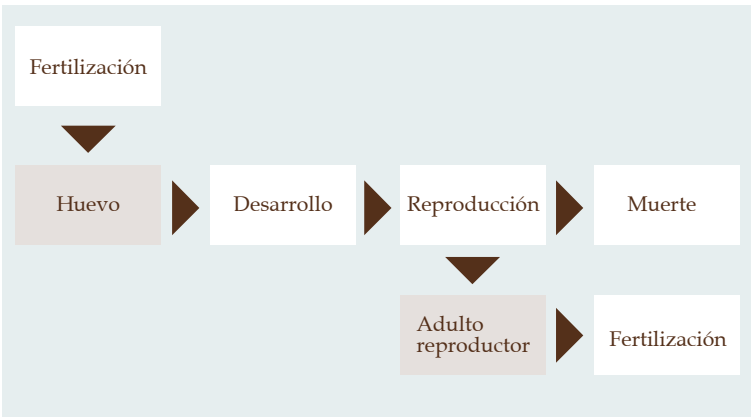 Fertilización
Huevo
Desarrollo
Reproducción
Muerte
Adulto
reproductor
Fertilización